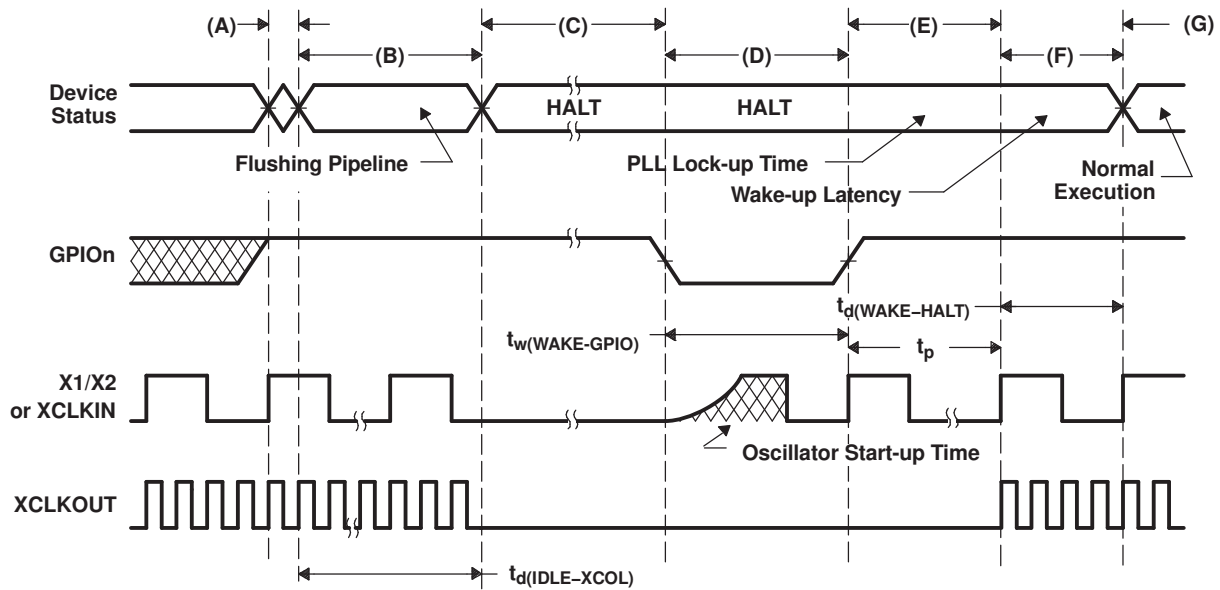 (A)
(B)
(C)
(D)
(E)
(F)
(G)
Device
Status
HALT
HALT
Flushing Pipeline
PLL Lock-up Time
Wake-up Latency
Normal
Execution
GPIOn
td(WAKE−HALT)
tw(WAKE-GPIO)
tp
X1/X2
or XCLKIN
Oscillator Start-up Time
XCLKOUT
td(IDLE−XCOL)